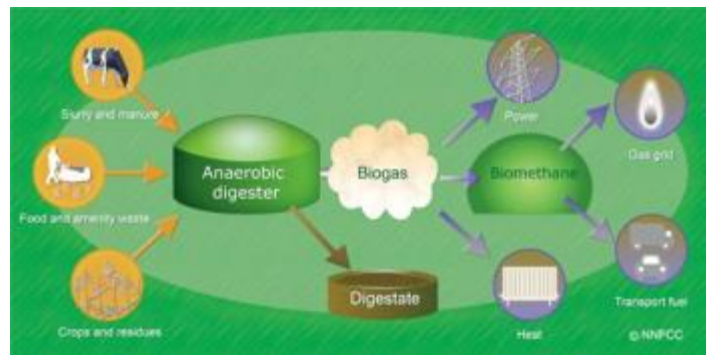 Slurry and manure
Power
Gas grid
Anaerobic
digester
Biogas
Biomethane
Food and amenity waste
Digestate
Crops and residues
Heat
Transport fuel
© NNFCC